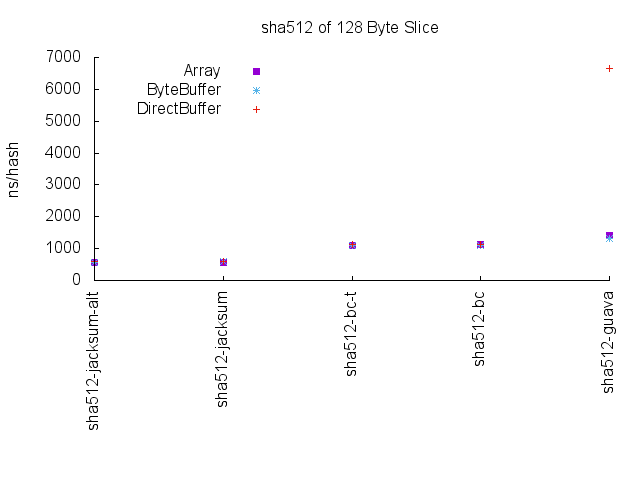 sha512 of 128 Byte Slice
7000
6000
5000
4000
3000
2000
1000
0
ns/hash
Array
ByteBuffer
DirectBuffer
sha512-jacksum-alt
sha512-jacksum
sha512-bc-t
sha512-bc
sha512-guava